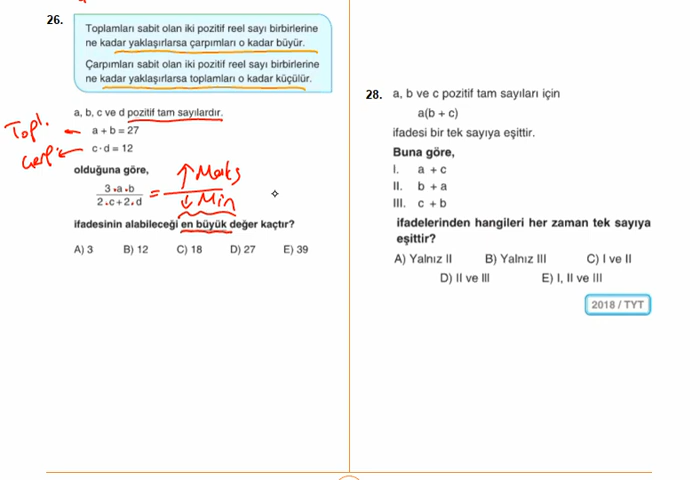 26.
Toplamları sabit olan iki pozitif reel sayı birbirlerine
ne kadar yaklaşırlarsa çarpımları o kadar büyür.
Çarpımları sabit olan iki pozitif reel sayı birbirlerine
ne kadar yaklaşırlarsa toplamları o kadar küçülür.
a, b, c ve d pozitif tam sayılardır.
Topl.
a + b = 27
Çarp.
c · d = 12
olduğuna göre,
3.a.b / 2.c+2.d = ↑ Maks / ↓ Min
ifadesinin alabileceği en büyük değer kaçtır?
A) 3 B) 12 C) 18 D) 27 E) 39
28. a, b ve c pozitif tam sayıları için
a(b + c)
ifadesi bir tek sayıya eşittir.
Buna göre,
I. a + c
II. b + a
III. c + b
ifadelerinden hangileri her zaman tek sayıya
eşittir?
A) Yalnız II B) Yalnız III C) I ve II
D) II ve III E) I, II ve III
2018 / TYT